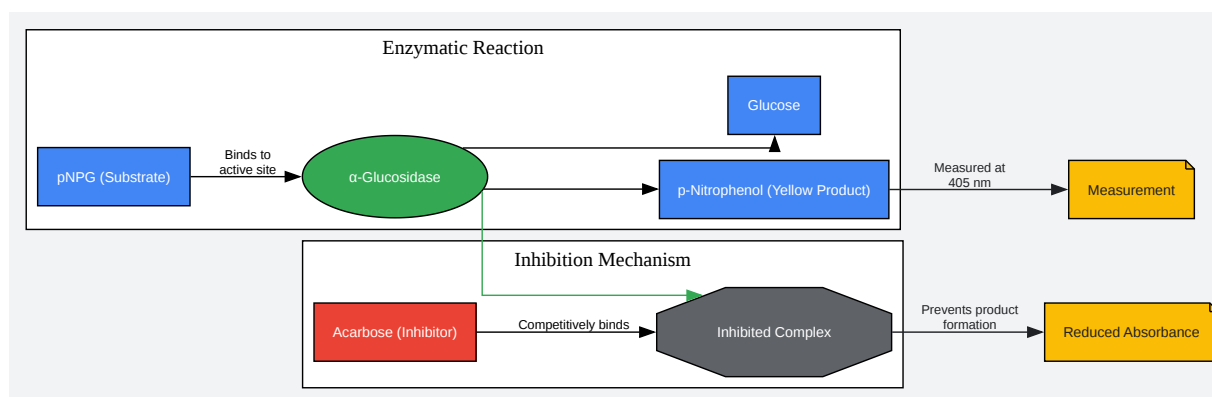 Enzymatic Reaction
Glucose
pNPG (Substrate)
Binds to
active site
α-Glucosidase
p-Nitrophenol (Yellow Product)
Measured at
405 nm
Measurement
Inhibition Mechanism
Acarbose (Inhibitor)
Competitively binds
Inhibited Complex
Prevents product
formation
Reduced Absorbance